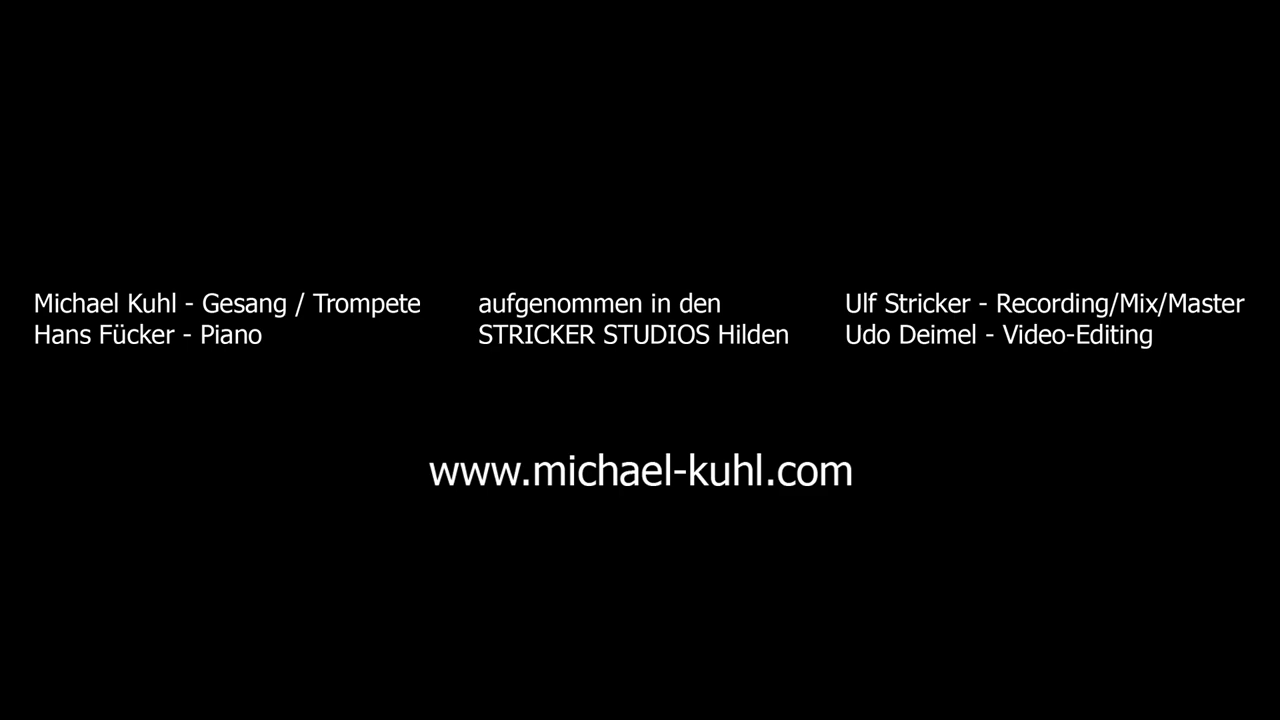 Michael Kuhl - Gesang / Trompete
Hans Fücker - Piano
aufgenommen in den
STRICKER STUDIOS Hilden
Ulf Stricker - Recording/Mix/Master
Udo Deimel - Video-Editing
www.michael-kuhl.com